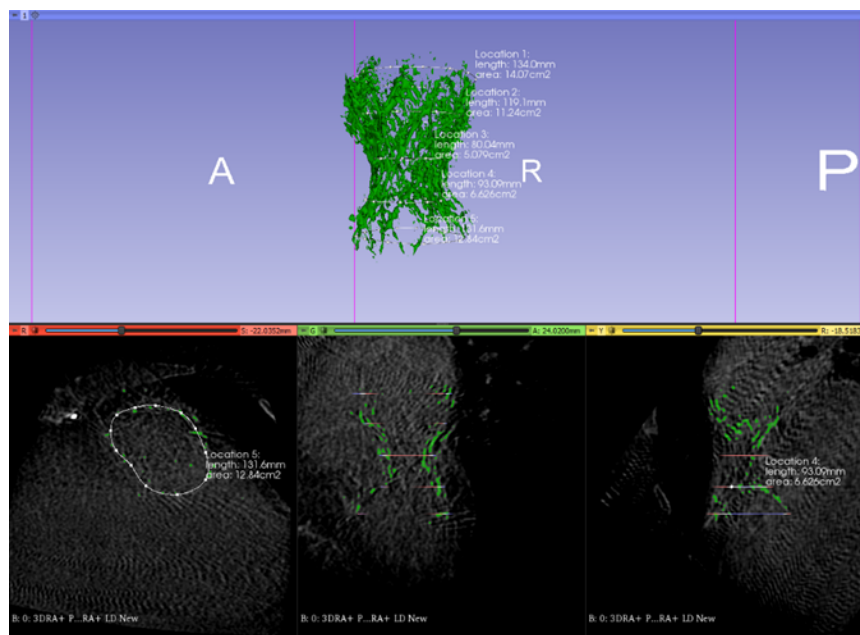 1
Location 1:
length: 134.0mm
area: 14.07cm2
Location 2:
length: 119.1mm
area: 11.24cm2
Location 3:
length: 80.04mm
area: 5.079cm2
A
R
P
Location 4:
length: 93.09mm
area: 6.626cm2
Location 5:
length: 131.6mm
area: 12.84cm2
R
S: -22.0352mm
G
A: 24.0200mm
Y
Location 5:
length: 131.6mm
area: 12.84cm2
Location 4:
length: 93.09mm
area: 6.626cm2
B: 0: 3DRA+ P...RA+ LD New
B: 0: 3DRA+ P...RA+ LD New
B: 0: 3DRA+ P...RA+ LD New